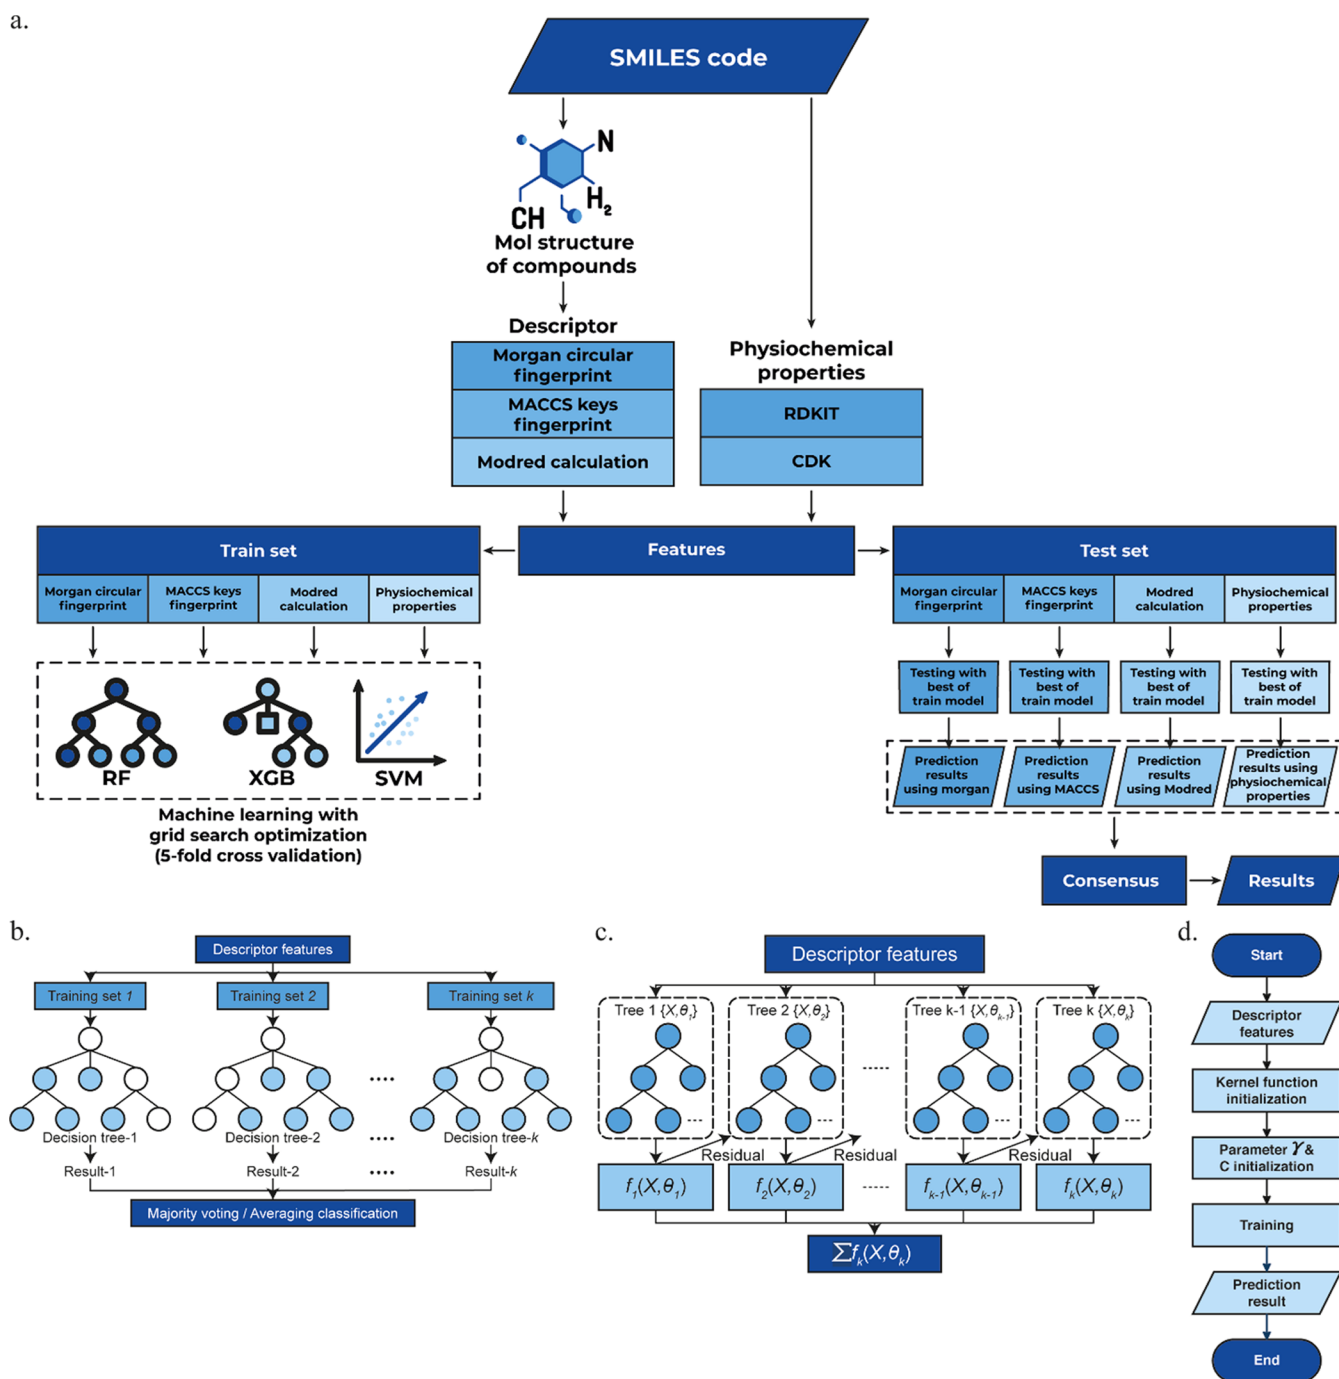 a.
SMILES code
N
H2
CH
Mol structure
of compounds
Descriptor
Morgan circular
fingerprint
MACCS keys
fingerprint
Modred calculation
Physiochemical
properties
RDKIT
CDK
Features
Train set
Morgan circular
fingerprint
MACCS keys
fingerprint
Modred
calculation
Physiochemical
properties
RF
XGB
SVM
Machine learning with
grid search optimization
(5-fold cross validation)
Test set
Morgan circular
fingerprint
MACCS keys
fingerprint
Modred
calculation
Physiochemical
properties
Testing with
best of
train model
Testing with
best of
train model
Testing with
best of
train model
Testing with
best of
train model
Prediction
results
using morgan
Prediction
results
using MACCS
Prediction
results
using Modred
Prediction
results using
physiochemical
properties
Consensus
Results
b.
Descriptor features
Training set 1
Training set 2
Training set k
....
Decision tree-1
Decision tree-2
....
Decision tree-k
Result-1
Result-2
....
Result-k
Majority voting / Averaging classification
c.
Descriptor features
Tree 1 {X,θ1}
Tree 2 {X,θ2}
Tree k-1 {X,θk-1}
Tree k {X,θk}
.....
...
...
...
...
Residual
Residual
Residual
f1(X,θ1)
f2(X,θ2)
.....
fk-1(X,θk-1)
fk(X,θk)
∑fk(X,θk)
d.
Start
Descriptor
features
Kernel function
initialization
Parameter γ &
C initialization
Training
Prediction
result
End